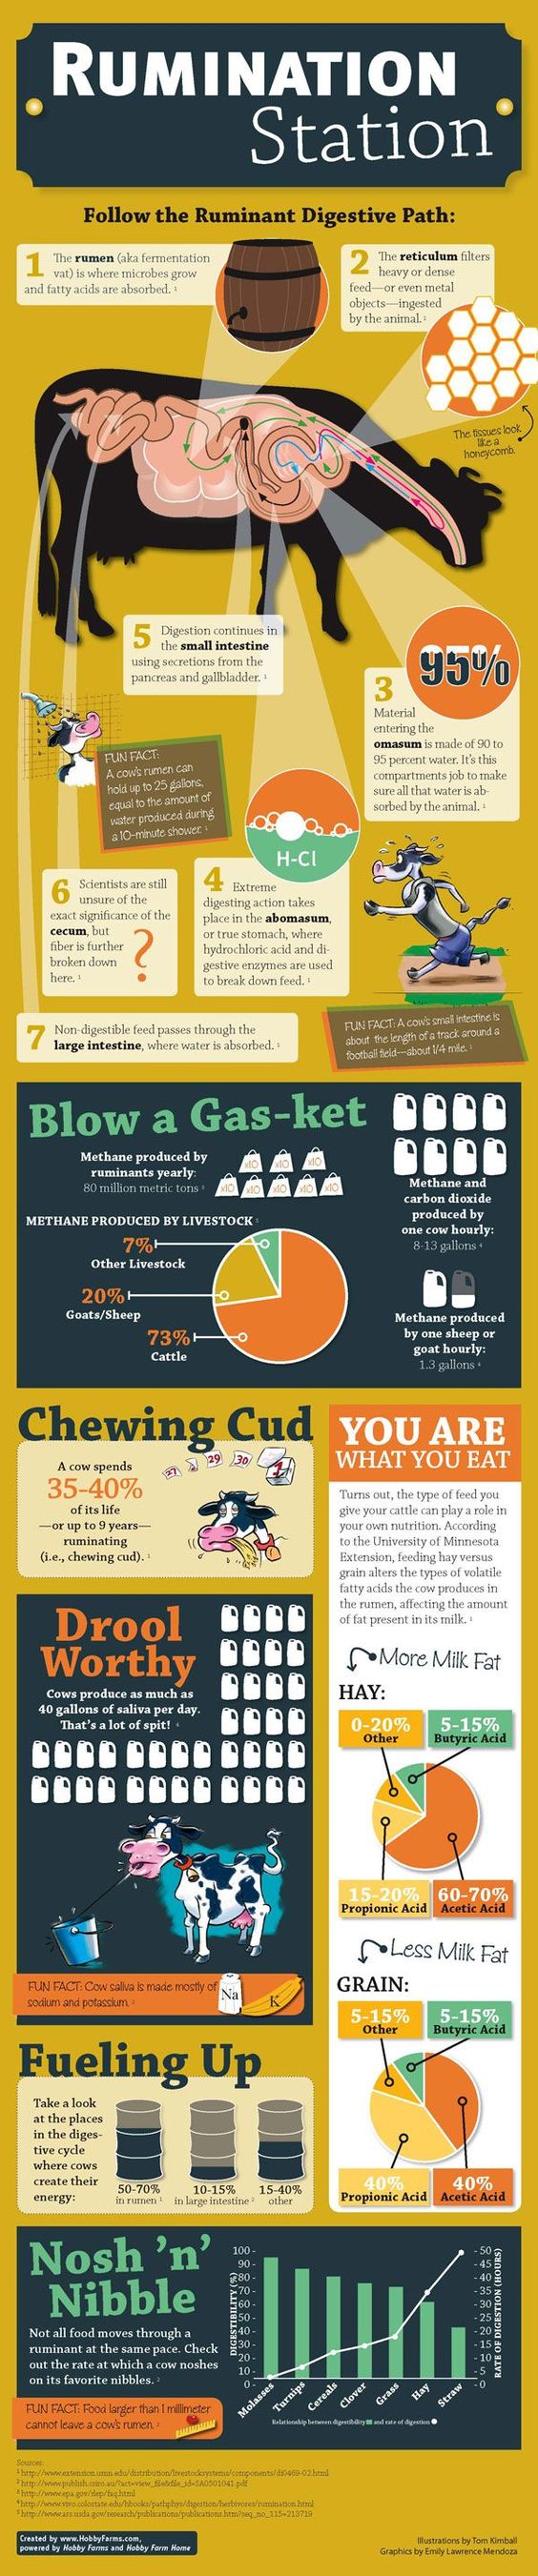 RUMINATION
Station
Follow the Ruminant Digestive Path:
1 The rumen (aka fermentation
vat) is where microbes grow
and fatty acids are absorbed. 1
2 The reticulum filters
heavy or dense
feed—or even metal
objects—ingested
by the animal. 2
The tissues look
like a
honeycomb.
5 Digestion continues in
the small intestine
using secretions from the
pancreas and gallbladder. 1
95%
3
Material
entering the
omasum is made of 90 to
95 percent water. It's this
compartments job to make
sure all that water is ab-
sorbed by the animal. 1
FUN FACT:
A cow's rumen can
hold up to 25 gallons,
equal to the amount of
water produced during
a 10-minute shower. 1
H-Cl
4 Extreme
digesting action takes
place in the abomasum,
or true stomach, where
hydrochloric acid and di-
gestive enzymes are used
to break down feed. 1
6 Scientists are still
unsure of the
exact significance of the
cecum, but
fiber is further
broken down
here. 1
?
7 Non-digestible feed passes through the
large intestine, where water is absorbed.
FUN FACT: A cow's small intestine is
about the length of a track around a
football field—about 1/4 mile. 1
Blow a Gas-ket
Methane produced by
ruminants yearly:
80 million metric tons
x10 x10 x10
x10 x10 x10 x10 x10
METHANE PRODUCED BY LIVESTOCK
7%
Other Livestock
20%
Goats/Sheep
73%
Cattle
Methane and
carbon dioxide
produced by
one cow hourly:
8-13 gallons 4
Methane produced
by one sheep or
goat hourly:
1.3 gallons 4
Chewing Cud
A cow spends
35-40%
of its life
—or up to 9 years—
ruminating
(i.e., chewing cud). 1
27 29 30 1
YOU ARE
WHAT YOU EAT
Turns out, the type of feed you
give your cattle can play a role in
your own nutrition. According
to the University of Minnesota
Extension, feeding hay versus
grain alters the types of volatile
fatty acids the cow produces in
the rumen, affecting the amount
of fat present in its milk. 1
More Milk Fat
HAY:
0-20%
Other
5-15%
Butyric Acid
15-20%
Propionic Acid
60-70%
Acetic Acid
Less Milk Fat
GRAIN:
5-15%
Other
5-15%
Butyric Acid
40%
Propionic Acid
40%
Acetic Acid
Drool
Worthy
Cows produce as much as
40 gallons of saliva per day.
That's a lot of spit! 4
FUN FACT: Cow saliva is made mostly of
sodium and potassium. 2
Na
K
Fueling Up
Take a look
at the places
in the diges-
tive cycle
where cows
create their
energy:
50-70%
in rumen 1
10-15%
in large intestine 2
15-40%
other
Nosh 'n'
Nibble
Not all food moves through a
ruminant at the same pace. Check
out the rate at which a cow noshes
on its favorite nibbles. 2
FUN FACT: Food larger than 1 millimeter
cannot leave a cow's rumen. 2
DIGESTIBILITY (%)
100
90
80
70
60
50
40
30
20
10
0
Molasses
Turnips
Cereals
Clover
Grass
Hay
Straw
50
45
40
35
30
25
20
15
10
5
0
RATE OF DIGESTION (HOURS)
Relationship between digestibility and rate of digestion
Sources:
1 http://www.extension.umn.edu/distribution/livestocksystems/components/di0469-02.html
3 http://www.epa.gov/rlep/faq.html
4 http://www.vivo.colostate.edu/hbooks/pathphys/digestion/herbivores/rumination.html
5 http://www.ars.usda.gov/research/publications/publications.htm?seq_no_115=213719
Created by www.HobbyFarms.com,
powered by Hobby Farms and Hobby Farm Home
Illustrations by Tom Kimball
Graphics by Emily Lawrence Mendoza